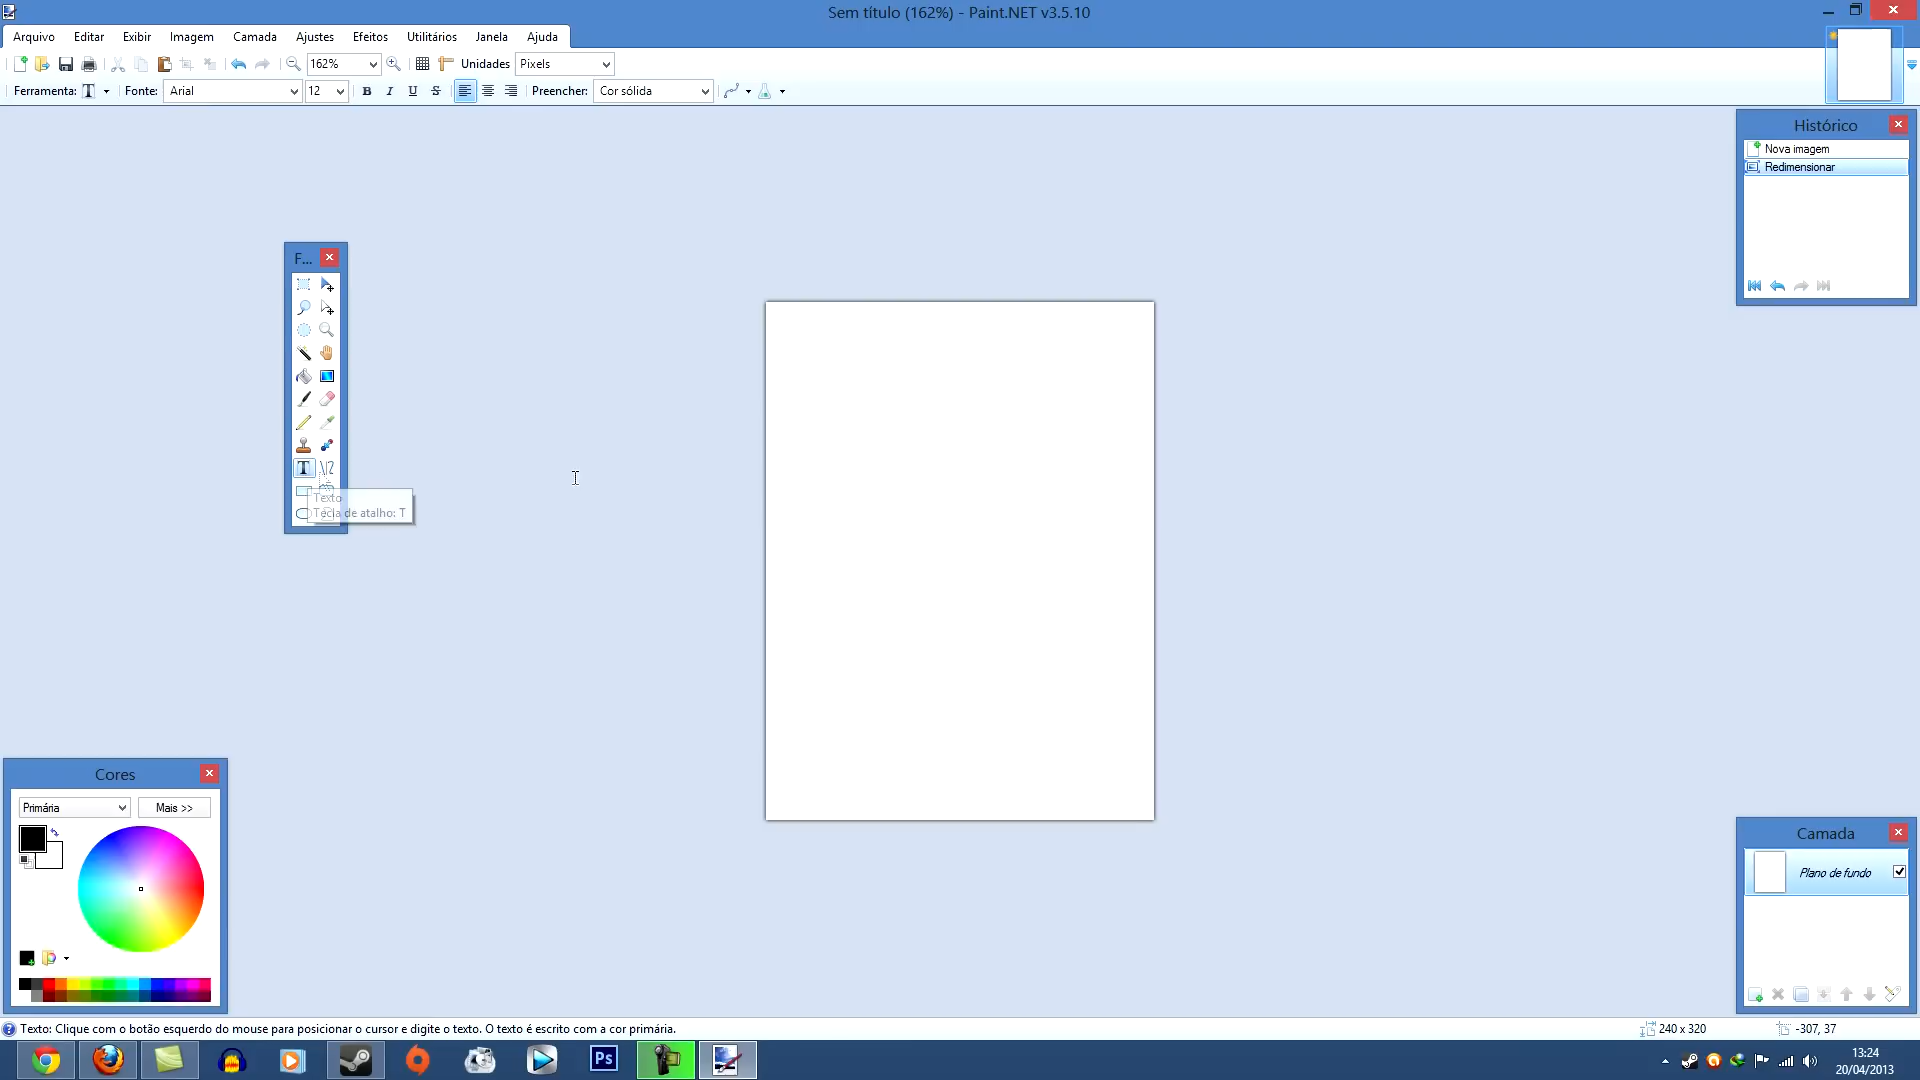 Sem título (162%) - Paint.NET v3.5.10
Arquivo Editar Exibir Imagem Camada Ajustes Efeitos Utilitários Janela Ajuda
162% Unidades Pixels
Ferramenta: T Fonte: Arial 12 B I U S Preencher: Cor sólida
Histórico
Nova imagem
Redimensionar
F...
T
Texto
Tecla de atalho: T
Cores
Primária Mais >>
Camada
Plano de fundo
Texto: Clique com o botão esquerdo do mouse para posicionar o cursor e digite o texto. O texto é escrito com a cor primária. 240 x 320 -307, 37
Ps
13:24
20/04/2013